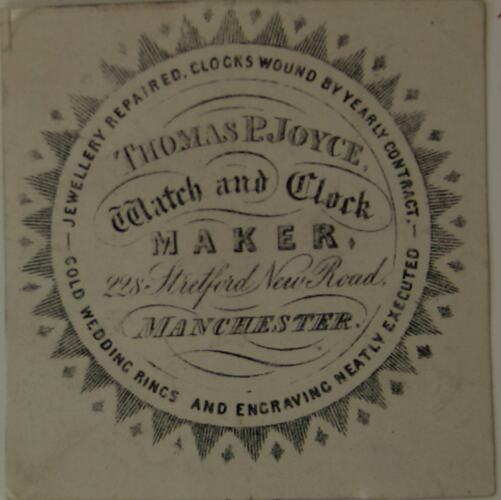 JEWELLERY REPAIRED. CLOCKS WOUND BY YEARLY CONTRACT.
THOMAS P. JOYCE,
Watch and Clock
MAKER,
228. Stretford New Road.
MANCHESTER.
GOLD WEDDING RINGS AND ENGRAVING NEATLY EXECUTED